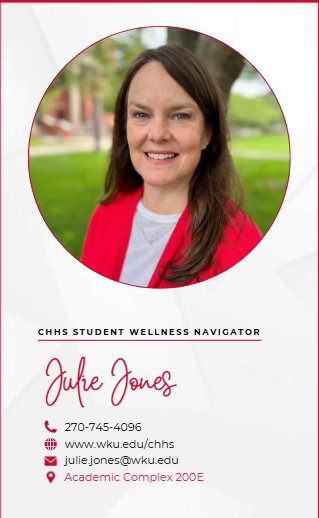 CHHS STUDENT WELLNESS NAVIGATOR
Julie Jones
270-745-4096
www.wku.edu/chhs
julie.jones@wku.edu
Academic Complex 200E